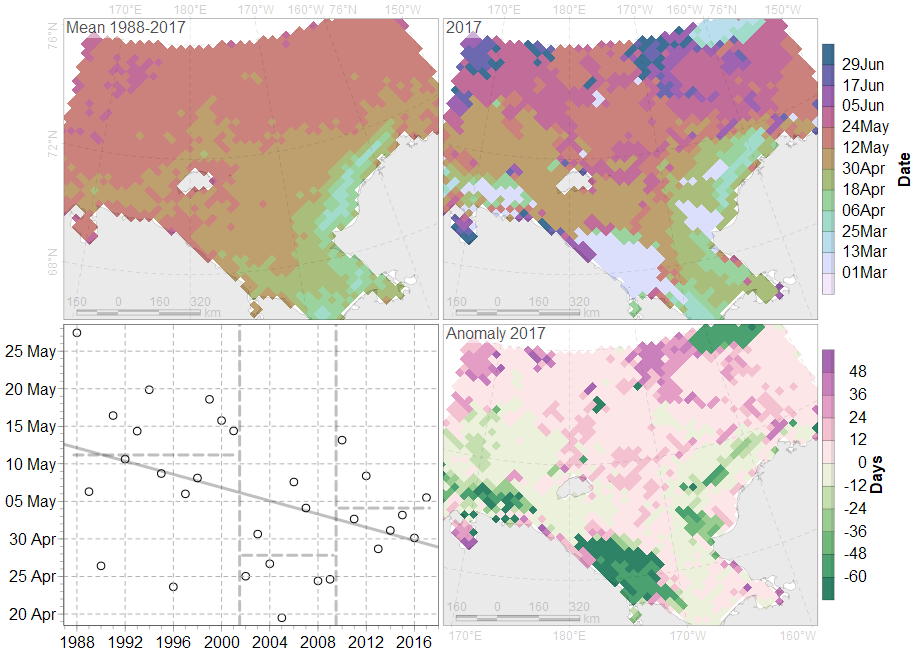 170°E 180°E 170°W 160°W 76°N 150°W 170°E 180°E 170°W 160°W 76°N 150°W
Mean 1988-2017
2017
76°N
72°N
68°N
160 0 160 320
km
160 0 160 320
km
29Jun
17Jun
05Jun
24May
12May
30Apr
18Apr
06Apr
25Mar
13Mar
01Mar
Date
25 May
20 May
15 May
10 May
05 May
30 Apr
25 Apr
20 Apr
1988 1992 1996 2000 2004 2008 2012 2016
Anomaly 2017
160 0 160 320
km
170°E 180°E 170°W 160°W
48
36
24
12
0
-12
-24
-36
-48
-60
Days